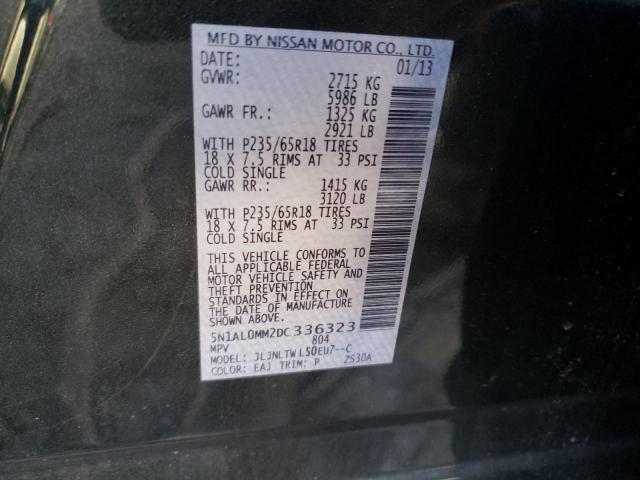 MFD BY NISSAN MOTOR CO., LTD.
DATE: 01/13
GVWR: 2715 KG
5986 LB
GAWR FR.: 1325 KG
2921 LB
WITH P235/65R18 TIRES
18 X 7.5 RIMS AT 33 PSI
COLD SINGLE
GAWR RR.: 1415 KG
3120 LB
WITH P235/65R18 TIRES
18 X 7.5 RIMS AT 33 PSI
COLD SINGLE
THIS VEHICLE CONFORMS TO
ALL APPLICABLE FEDERAL
MOTOR VEHICLE SAFETY AND
THEFT PREVENTION
STANDARDS IN EFFECT ON
THE DATE OF MANUFACTURE
SHOWN ABOVE.
5N1AL0MM2DC336323
MPV 804
MODEL: JLJNLTWL50EU7--C
COLOR: EAJ TRIM: P ZS30A